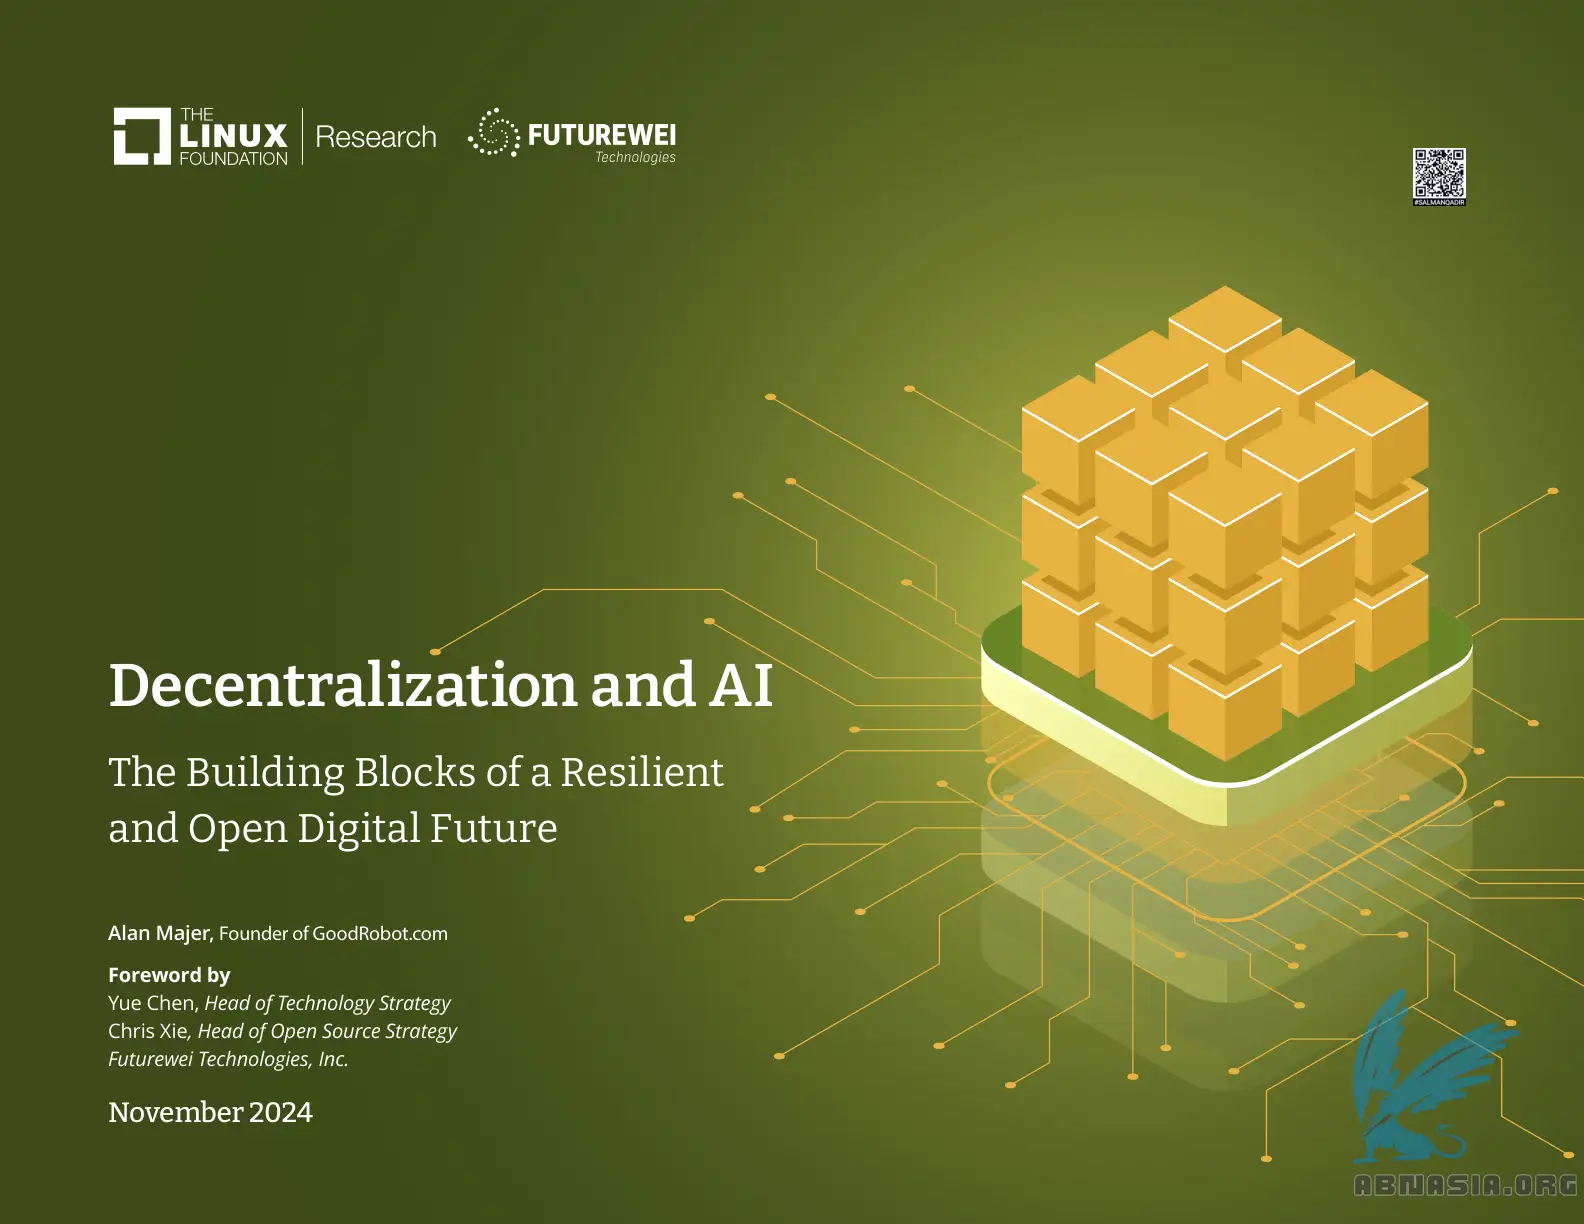 THE
LINUX
FOUNDATION
Research
FUTUREWEI
Technologies
#SALMANQADIR
Decentralization and AI
The Building Blocks of a Resilient
and Open Digital Future
Alan Majer, Founder of GoodRobot.com
Foreword by
Yue Chen, Head of Technology Strategy
Chris Xie, Head of Open Source Strategy
Futurewei Technologies, Inc.
November 2024
ABNASIA.ORG